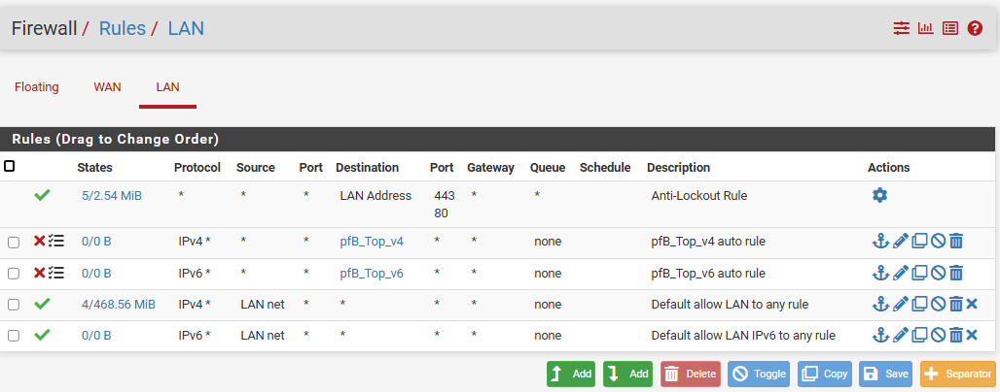 Firewall / Rules / LAN
Floating WAN LAN
Rules (Drag to Change Order)
States Protocol Source Port Destination Port Gateway Queue Schedule Description Actions
5/2.54 MiB * * * LAN Address 443 * * Anti-Lockout Rule
80
0/0 B IPv4 * * * pfB_Top_v4 * * none pfB_Top_v4 auto rule
0/0 B IPv6 * * * pfB_Top_v6 * * none pfB_Top_v6 auto rule
4/468.56 MiB IPv4 * LAN net * * * * none Default allow LAN to any rule
0/0 B IPv6 * LAN net * * * * none Default allow LAN IPv6 to any rule
Add Add Delete Toggle Copy Save Separator